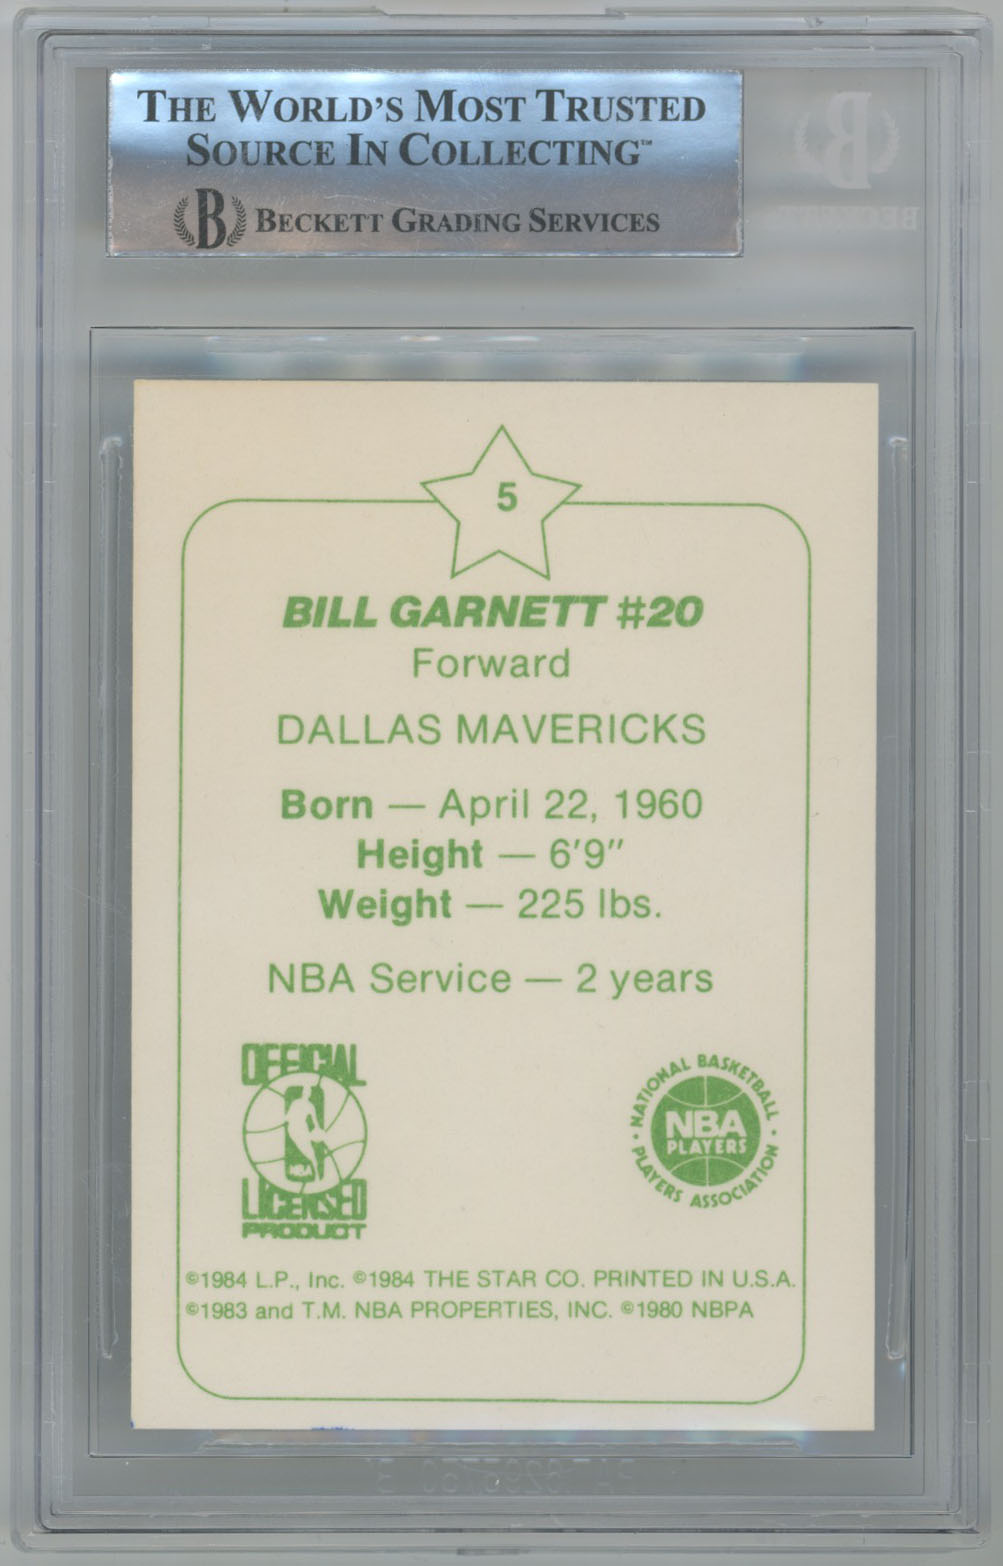 THE WORLD'S MOST TRUSTED
SOURCE IN COLLECTING™
B BECKETT GRADING SERVICES
5
BILL GARNETT #20
Forward
DALLAS MAVERICKS
Born — April 22, 1960
Height — 6'9"
Weight — 225 lbs.
NBA Service — 2 years
OFFICIAL
LICENSED
PRODUCT
NATIONAL BASKETBALL
NBA
PLAYERS
PLAYERS ASSOCIATION
©1984 L.P., Inc. ©1984 THE STAR CO. PRINTED IN U.S.A.
©1983 and T.M. NBA PROPERTIES, INC. ©1980 NBPA